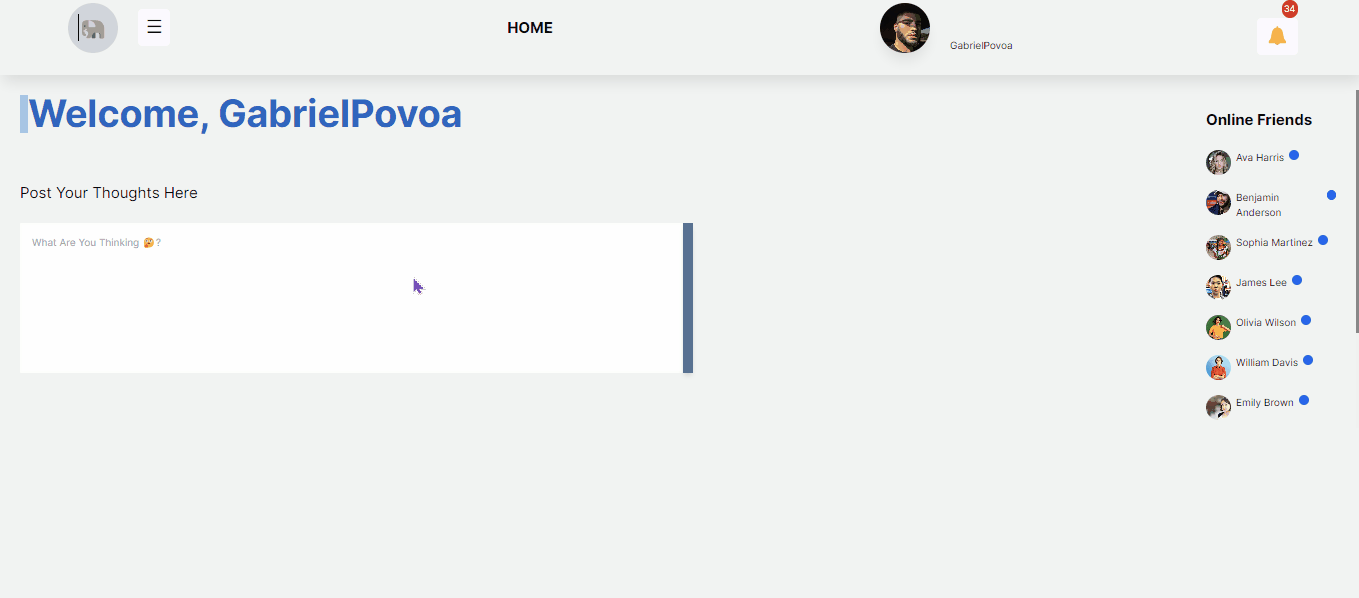 ☰
HOME
GabrielPovoa
34
Welcome, GabrielPovoa
Post Your Thoughts Here
What Are You Thinking 🤔?
Online Friends
Ava Harris
Benjamin
Anderson
Sophia Martinez
James Lee
Olivia Wilson
William Davis
Emily Brown